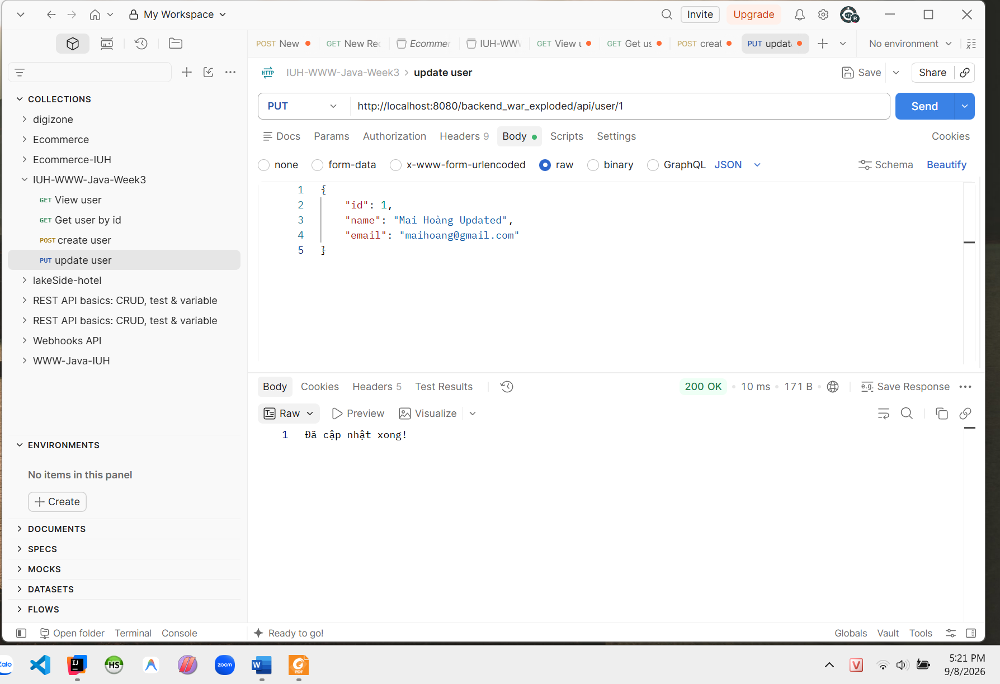 My Workspace
Invite
Upgrade
POST New
GET New Rec
Ecommer
IUH-WW
GET View u
GET Get us
POST creat
PUT updat
No environment
IUH-WWW-Java-Week3 > update user
Save
Share
COLLECTIONS
digizone
Ecommerce
Ecommerce-IUH
IUH-WWW-Java-Week3
GET View user
GET Get user by id
POST create user
PUT update user
lakeSide-hotel
REST API basics: CRUD, test & variable
REST API basics: CRUD, test & variable
Webhooks API
WWW-Java-IUH
ENVIRONMENTS
No items in this panel
Create
DOCUMENTS
SPECS
MOCKS
DATASETS
FLOWS
HTTP
PUT
http://localhost:8080/backend_war_exploded/api/user/1
Send
Docs Params Authorization Headers 9 Body Scripts Settings Cookies
none form-data x-www-form-urlencoded raw binary GraphQL JSON Schema Beautify
1 {
2 "id": 1,
3 "name": "Mai Hoàng Updated",
4 "email": "maihoang@gmail.com"
5 }
Body Cookies Headers 5 Test Results 200 OK 10 ms 171 B e.g. Save Response
Raw Preview Visualize
1 Đã cập nhật xong!
Open folder Terminal Console Ready to go! Globals Vault Tools
Zalo
IJ
HS
zoom
W
PDF
V
5:21 PM
9/8/2026